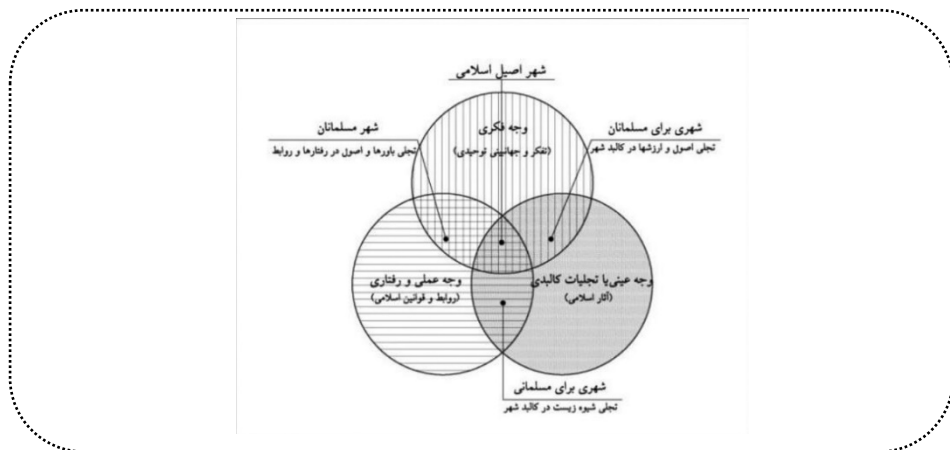 شهر اصیل اسلامی
شهری برای مسلمانان
تجلی اصول و ارزشها در کالبد شهر
وجه فکری
(تفکر و جهانبینی توحیدی)
شهر مسلمانان
تجلی باورها و اصول در رفتارها و روابط
وجه عینی یا تجلیات کالبدی
(آثار اسلامی)
وجه عملی و رفتاری
(روابط و قوانین اسلامی)
شهری برای مسلمانی
تجلی شیوه زیست در کالبد شهر